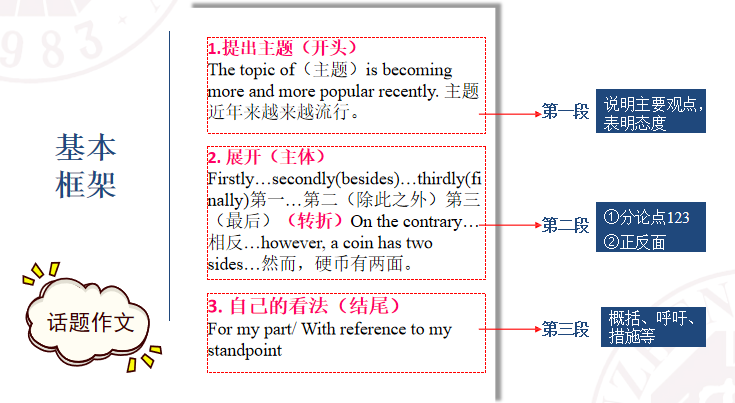 基本
框架
话题作文
1.提出主题（开头）
The topic of（主题）is becoming
more and more popular recently. 主题
近年来越来越流行。
第一段
说明主要观点，
表明态度
2. 展开（主体）
Firstly…secondly(besides)…thirdly(fi
nally)第一…第二（除此之外）第三
（最后）（转折）On the contrary…
相反…however, a coin has two
sides…然而，硬币有两面。
第二段
①分论点123
②正反面
3. 自己的看法（结尾）
For my part/ With reference to my
standpoint
第三段
概括、呼吁、
措施等
1983